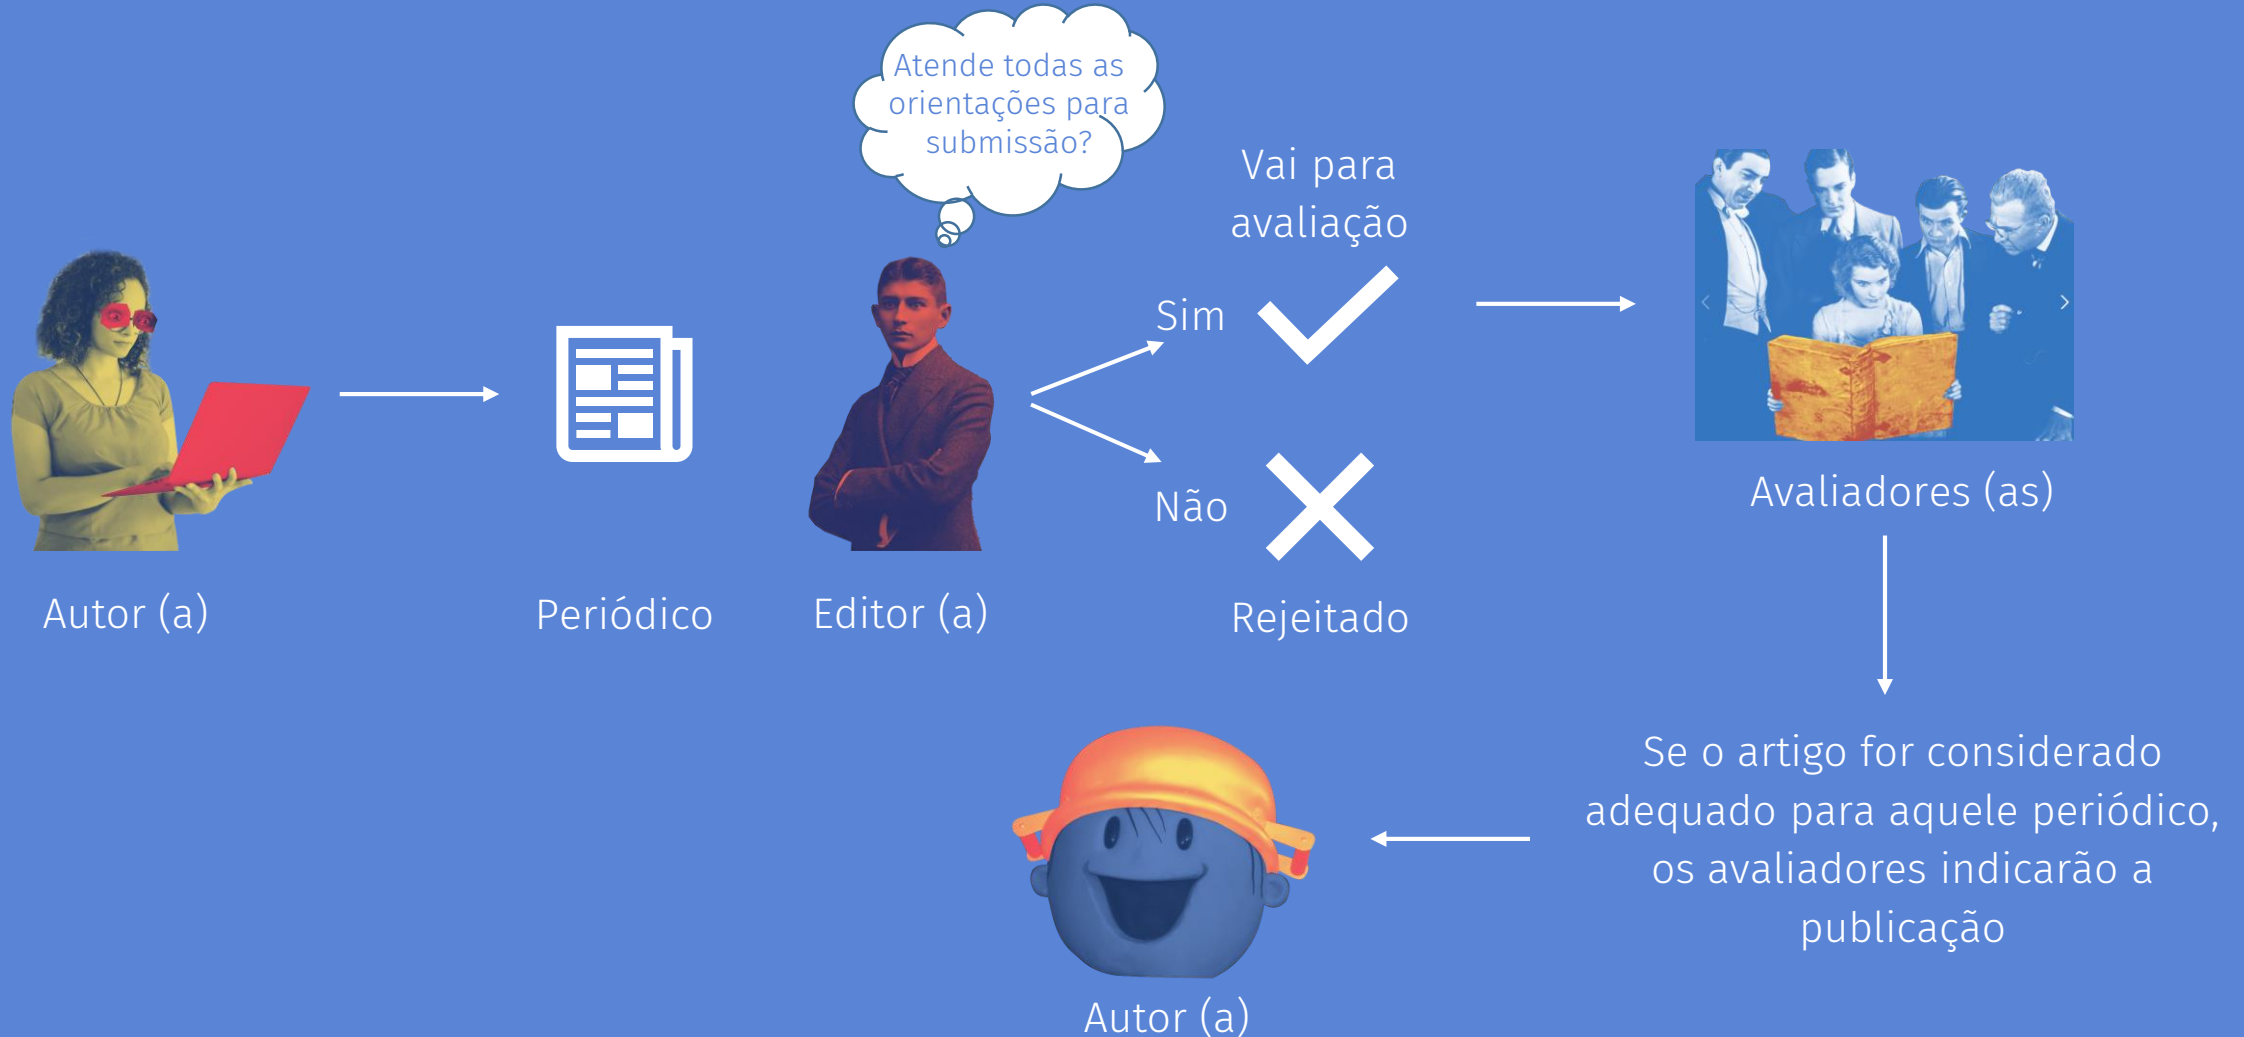 Atende todas as
orientações para
submissão?
Vai para
avaliação
Sim
Não
Autor (a)
Periódico
Editor (a)
Rejeitado
Avaliadores (as)
Se o artigo for considerado
adequado para aquele periódico,
os avaliadores indicarão a
publicação
Autor (a)